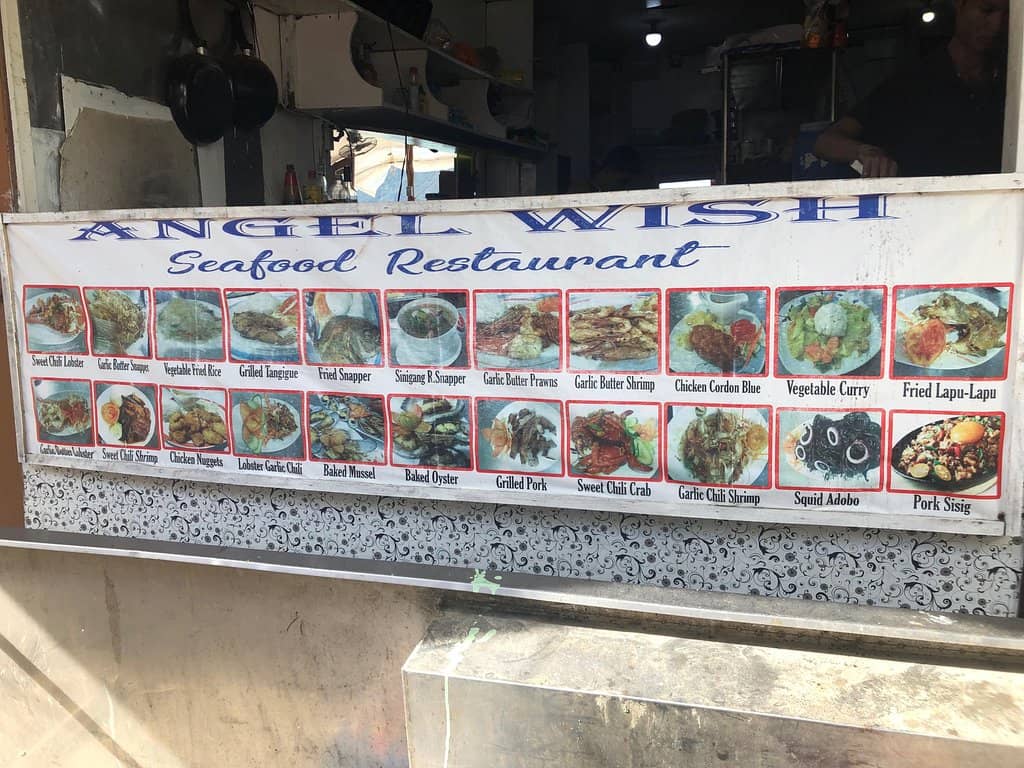 ANGEL WISH
Seafood Restaurant
Sweet Chili Lobster Garlic Butter Snapper Vegetable Fried Rice Grilled Tangigue Fried Snapper Sinigang R.Snapper Garlic Butter Prawns Garlic Butter Shrimp Chicken Cordon Blue Vegetable Curry Fried Lapu-Lapu
Garlic Lobster Sweet Chili Shrimp Chicken Nuggets Lobster Garlic Chili Baked Mussel Baked Oyster Grilled Pork Sweet Chili Crab Garlic Chili Shrimp Squid Adobo Pork Sisig